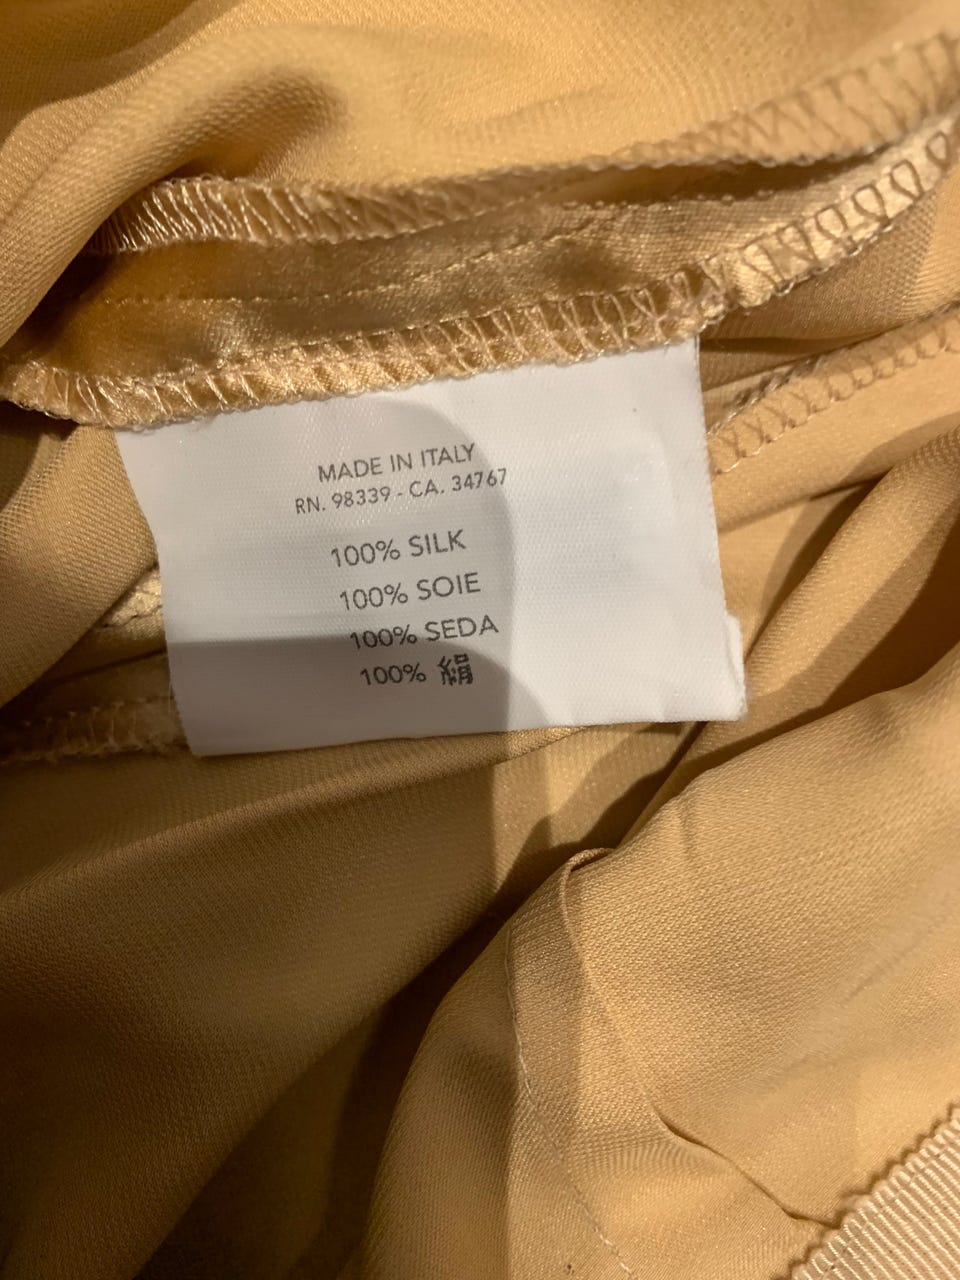 MADE IN ITALY
RN. 98339 - CA. 34767
100% SILK
100% SOIE
100% SEDA
100% 絹